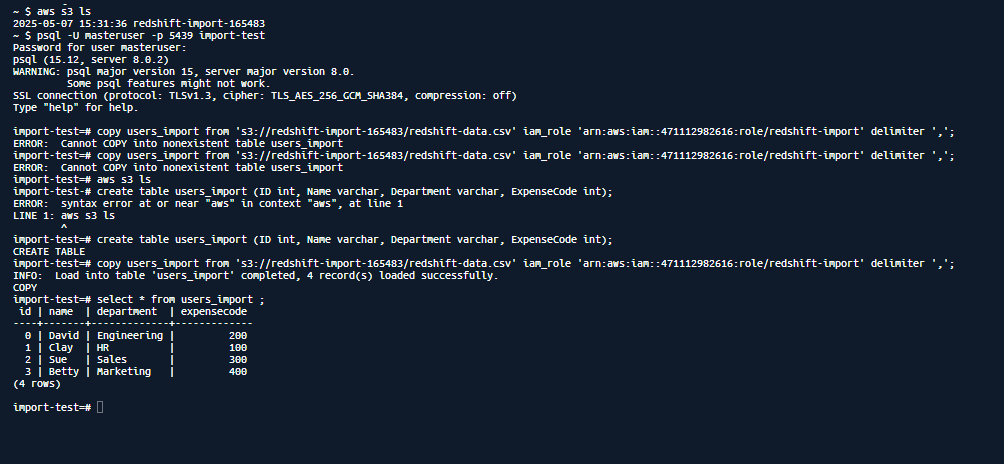 ~ $ aws s3 ls
2025-05-07 15:31:36 redshift-import-165483
~ $ psql -U masteruser -p 5439 import-test
Password for user masteruser:
psql (15.12, server 8.0.2)
WARNING: psql major version 15, server major version 8.0.
         Some psql features might not work.
SSL connection (protocol: TLSv1.3, cipher: TLS_AES_256_GCM_SHA384, compression: off)
Type "help" for help.

import-test=# copy users_import from 's3://redshift-import-165483/redshift-data.csv' iam_role 'arn:aws:iam::471112982616:role/redshift-import' delimiter ',';
ERROR:  Cannot COPY into nonexistent table users_import
import-test=# copy users_import from 's3://redshift-import-165483/redshift-data.csv' iam_role 'arn:aws:iam::471112982616:role/redshift-import' delimiter ',';
ERROR:  Cannot COPY into nonexistent table users_import
import-test=# aws s3 ls
import-test-# create table users_import (ID int, Name varchar, Department varchar, ExpenseCode int);
ERROR:  syntax error at or near "aws" in context "aws", at line 1
LINE 1: aws s3 ls
        ^
import-test=# create table users_import (ID int, Name varchar, Department varchar, ExpenseCode int);
CREATE TABLE
import-test=# copy users_import from 's3://redshift-import-165483/redshift-data.csv' iam_role 'arn:aws:iam::471112982616:role/redshift-import' delimiter ',';
INFO:  Load into table 'users_import' completed, 4 record(s) loaded successfully.
COPY
import-test=# select * from users_import ;
 id | name  | department  | expensecode
----+-------+-------------+-------------
  0 | David | Engineering |         200
  1 | Clay  | HR          |         100
  2 | Sue   | Sales       |         300
  3 | Betty | Marketing   |         400
(4 rows)

import-test=#